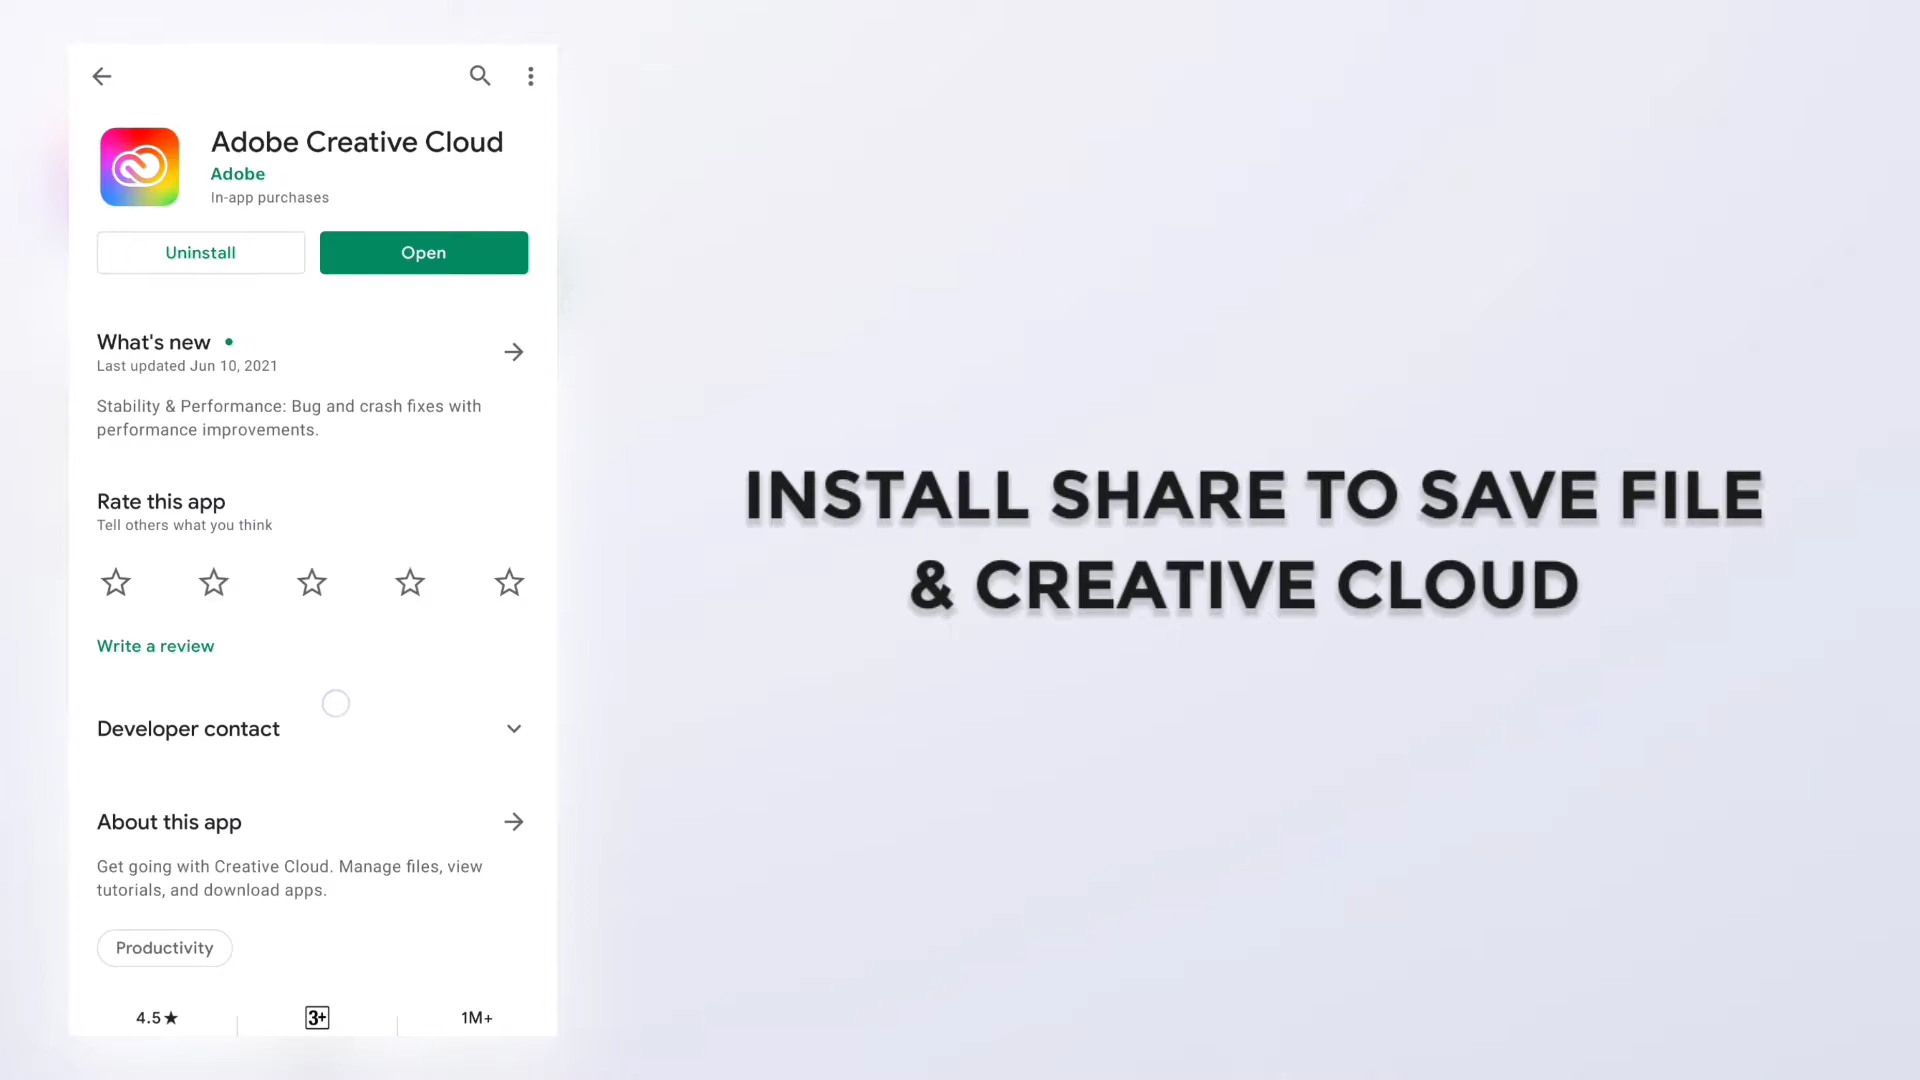 Adobe Creative Cloud
Adobe
In-app purchases
Uninstall
Open
What's new
Last updated Jun 10, 2021
Stability & Performance: Bug and crash fixes with
performance improvements.
Rate this app
Tell others what you think
Write a review
Developer contact
About this app
Get going with Creative Cloud. Manage files, view
tutorials, and download apps.
Productivity
4.5★
3+
1M+
INSTALL SHARE TO SAVE FILE
& CREATIVE CLOUD